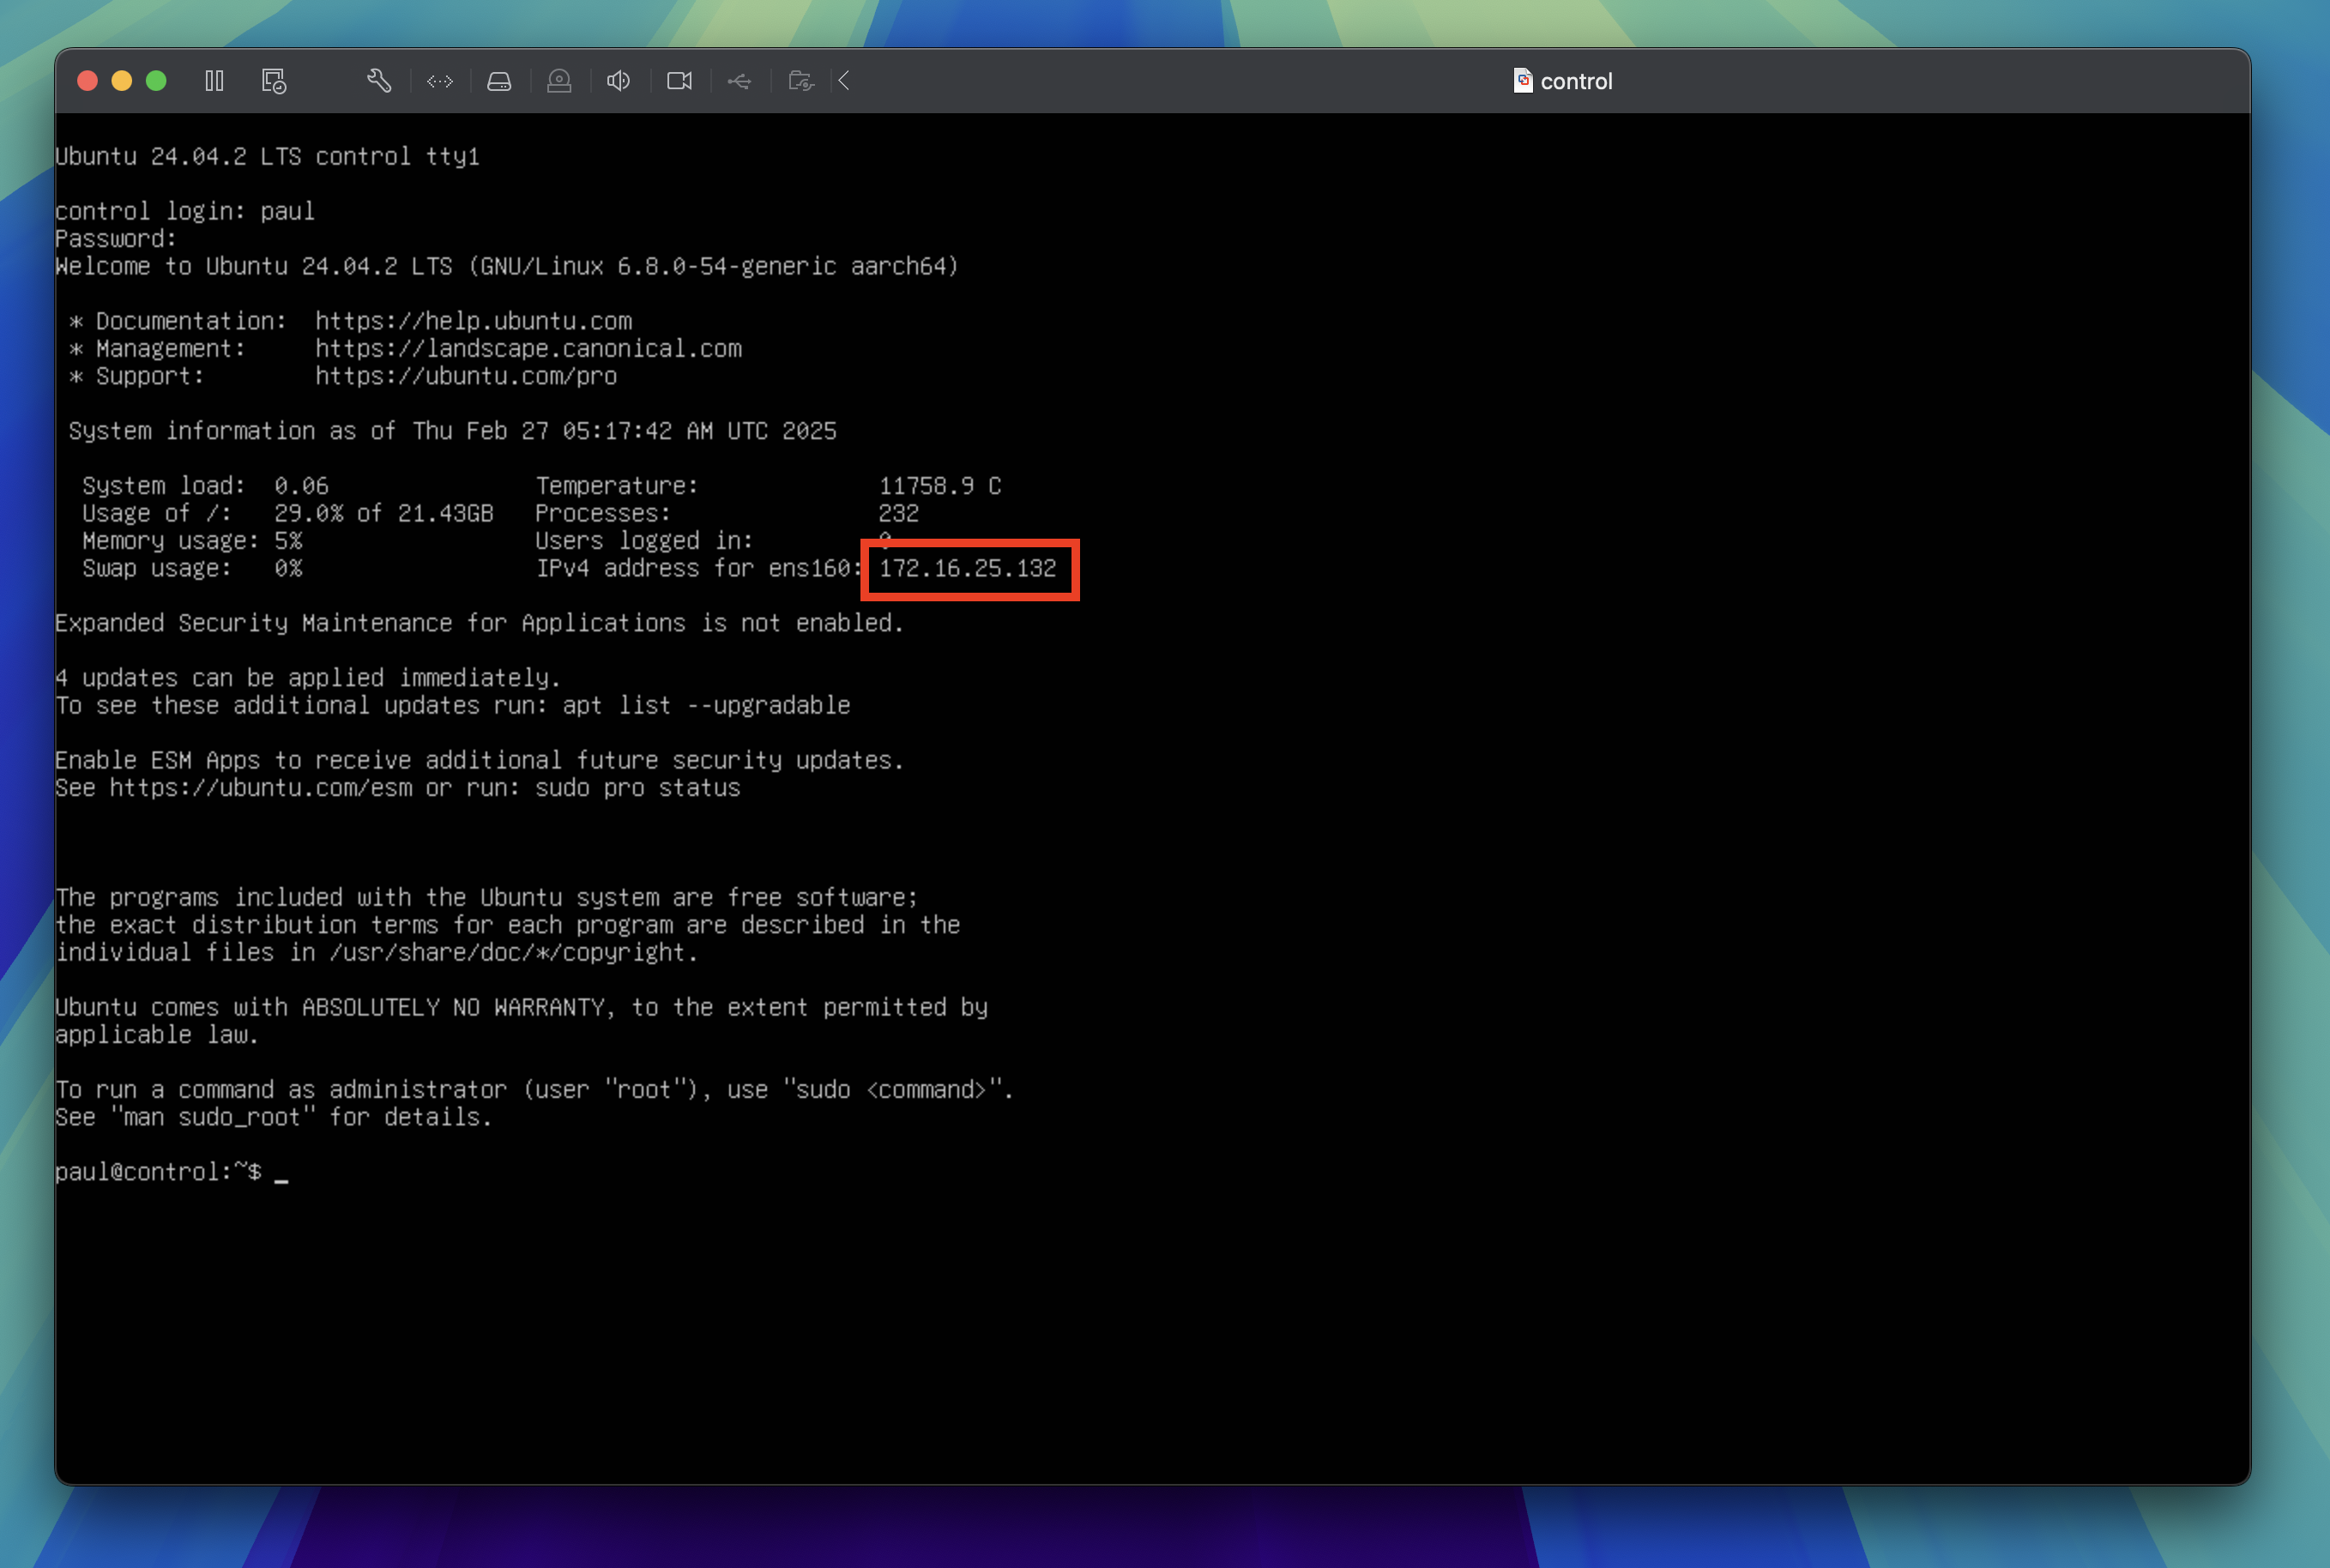 control
Ubuntu 24.04.2 LTS control tty1
control login: paul
Password:
Welcome to Ubuntu 24.04.2 LTS (GNU/Linux 6.8.0-54-generic aarch64)
* Documentation:  https://help.ubuntu.com
* Management:     https://landscape.canonical.com
* Support:        https://ubuntu.com/pro
System information as of Thu Feb 27 05:17:42 AM UTC 2025
System load:  0.06               Temperature:             11758.9 C
Usage of /:   29.0% of 21.43GB   Processes:               232
Memory usage: 5%                 Users logged in:         0
Swap usage:   0%                 IPv4 address for ens160: 172.16.25.132
Expanded Security Maintenance for Applications is not enabled.
4 updates can be applied immediately.
To see these additional updates run: apt list --upgradable
Enable ESM Apps to receive additional future security updates.
See https://ubuntu.com/esm or run: sudo pro status
The programs included with the Ubuntu system are free software;
the exact distribution terms for each program are described in the
individual files in /usr/share/doc/*/copyright.
Ubuntu comes with ABSOLUTELY NO WARRANTY, to the extent permitted by
applicable law.
To run a command as administrator (user "root"), use "sudo <command>".
See "man sudo_root" for details.
paul@control:~$ _